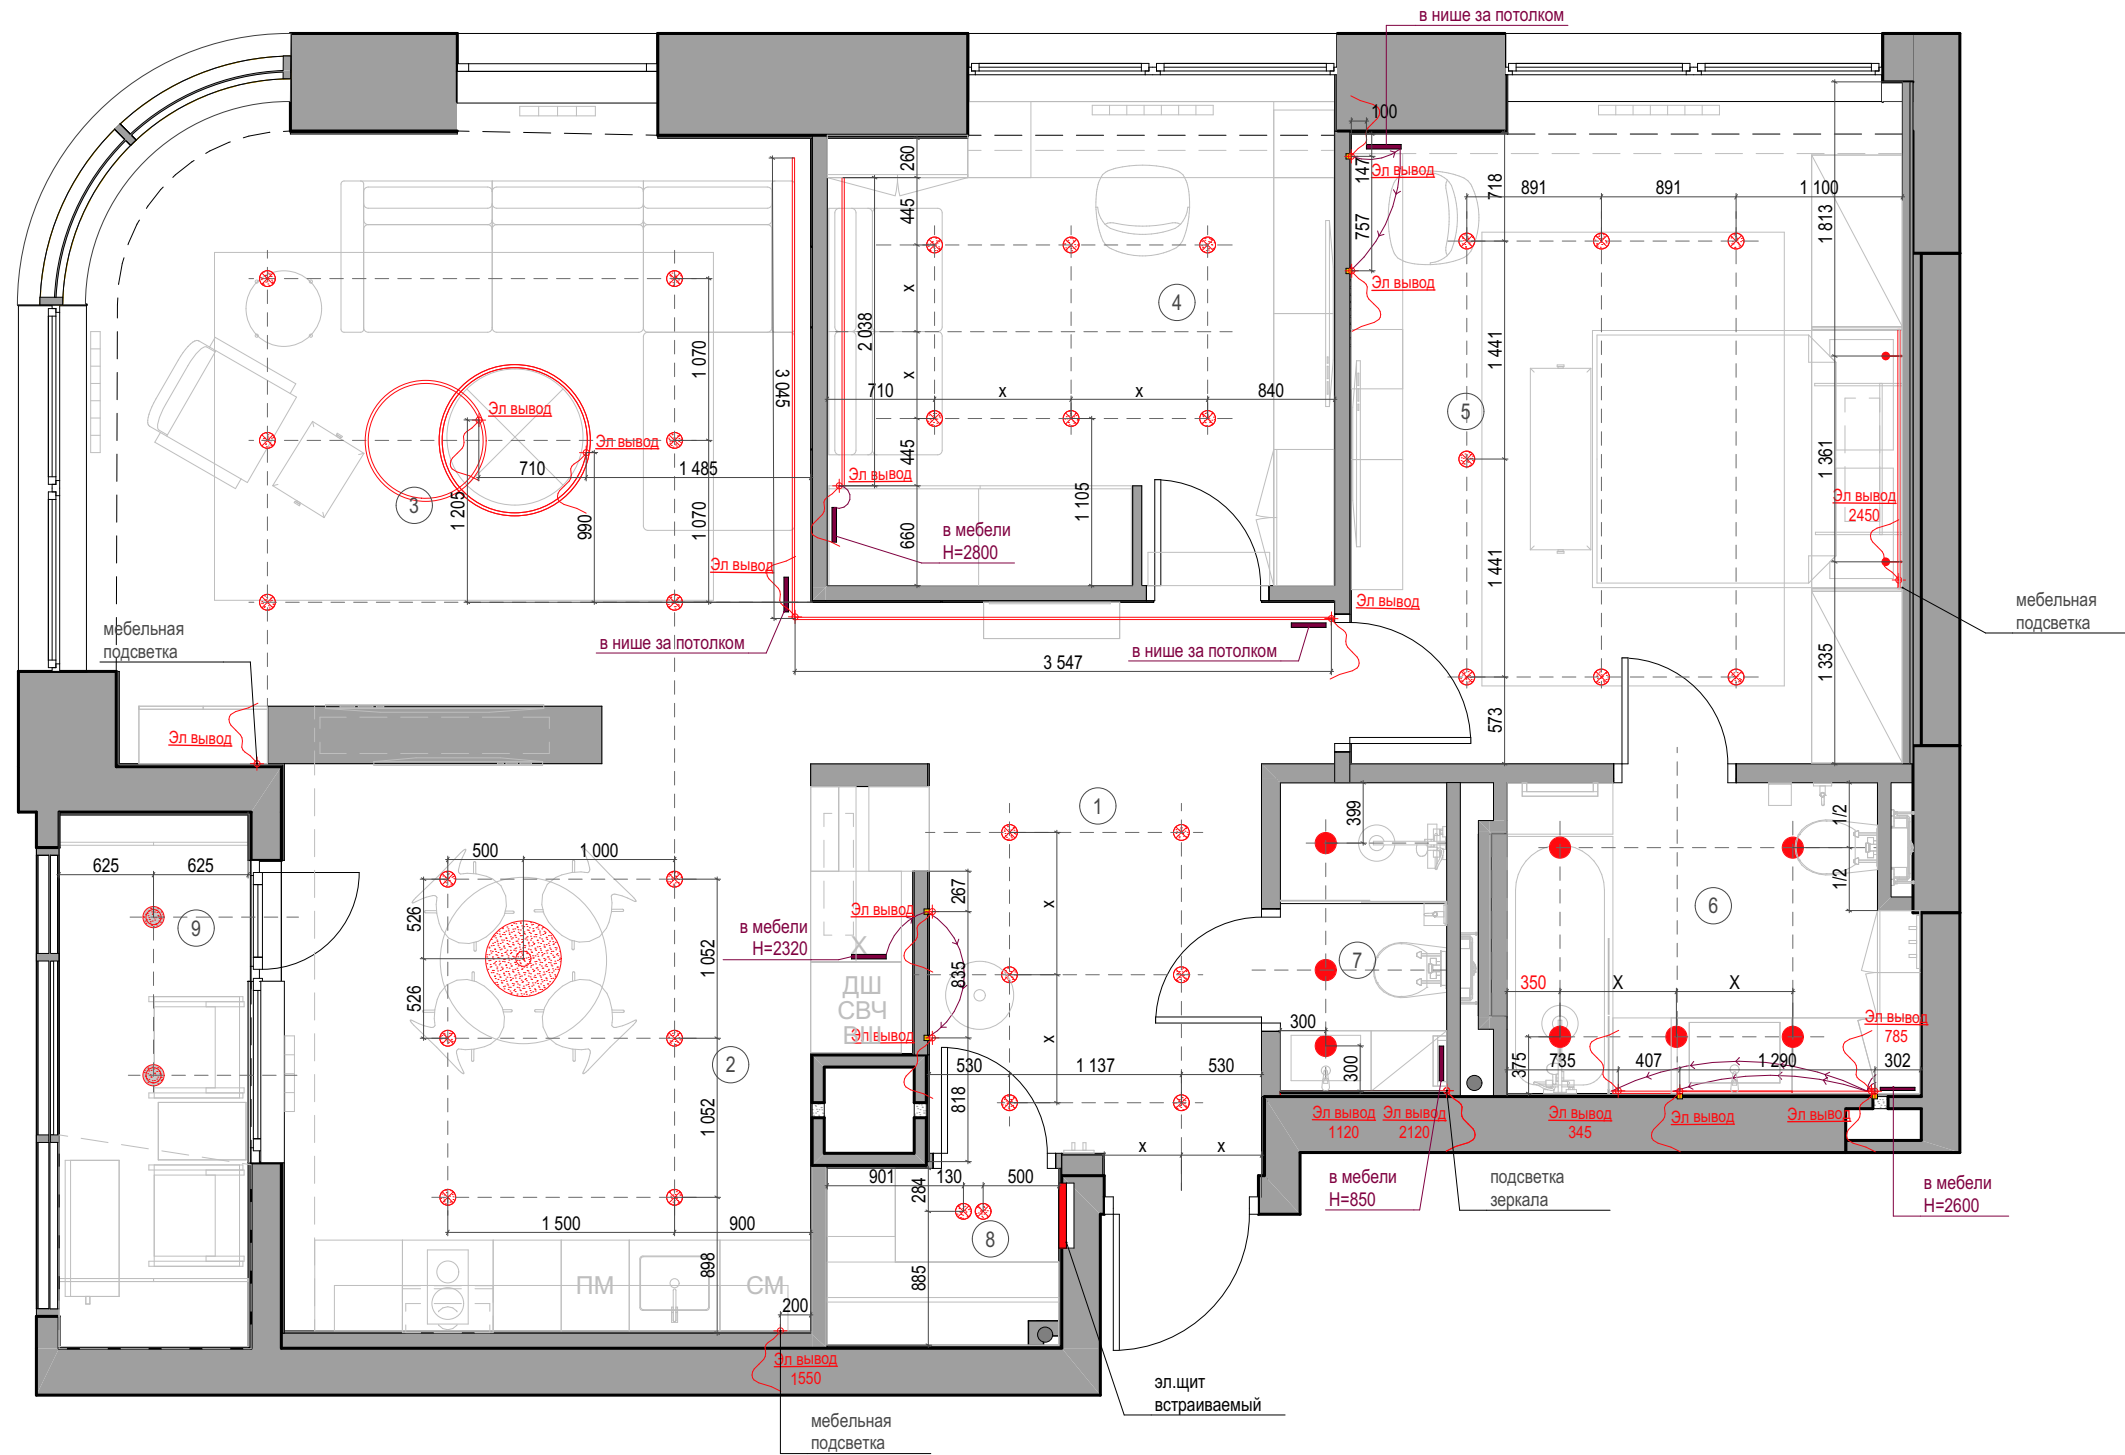 в нише за потолком
100
260
147
Эл вывод
718
891
891
1 100
1 813
445
757
Эл вывод
х
4
2 038
1 070
х
3 045
710
х
х
840
1 441
5
Эл вывод
Эл вывод
710
1 485
445
Эл вывод
1 361
Эл вывод
2450
3
1 205
990
1 070
1 105
660
в мебели
H=2800
1 441
Эл вывод
Эл вывод
мебельная
подсветка
мебельная
подсветка
в нише за потолком
в нише за потолком
3 547
1 335
573
Эл вывод
1
399
1/2
500
1 000
625
625
267
1/2
526
9
Эл вывод
х
6
в мебели
H=2320
Х
1 052
835
7
350
Х
Х
526
ДШ
СВЧ
ВШ
Эл вывод
х
300
Эл вывод
785
2
530
1 137
530
300
375
735
407
1 290
302
818
1 052
Эл вывод
1120
Эл вывод
2120
Эл вывод
345
Эл вывод
Эл вывод
х
х
901
130
500
284
в мебели
H=850
подсветка
зеркала
в мебели
H=2600
1 500
900
8
898
885
ПМ
СМ
200
Эл вывод
1550
эл.щит
встраиваемый
мебельная
подсветка